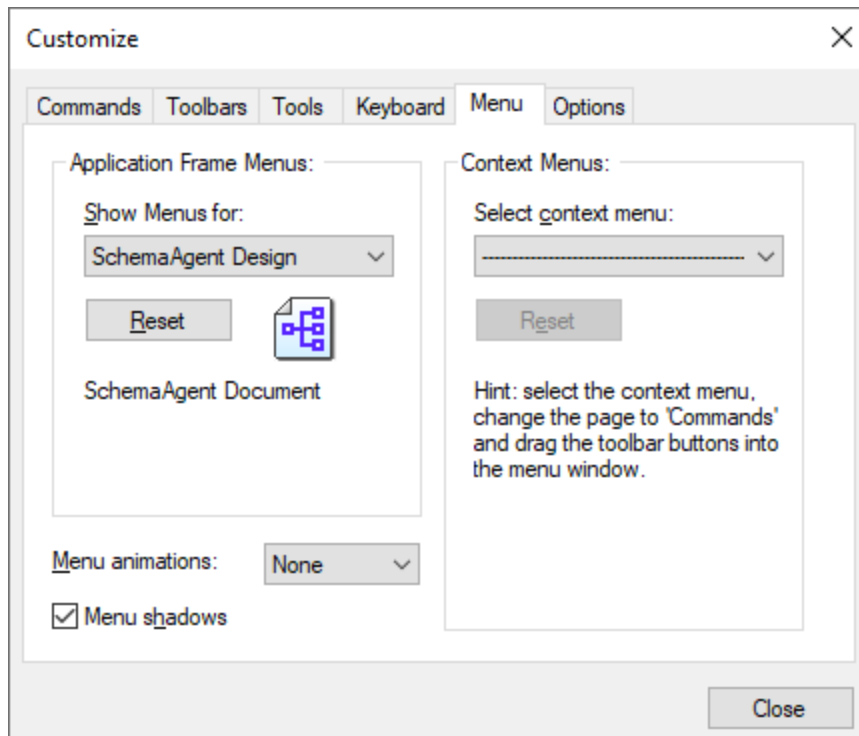 Customize
Commands Toolbars Tools Keyboard Menu Options
Application Frame Menus:
Show Menus for:
SchemaAgent Design
Reset
SchemaAgent Document
Context Menus:
Select context menu:
Reset
Hint: select the context menu,
change the page to 'Commands'
and drag the toolbar buttons into
the menu window.
Menu animations:
None
Menu shadows
Close